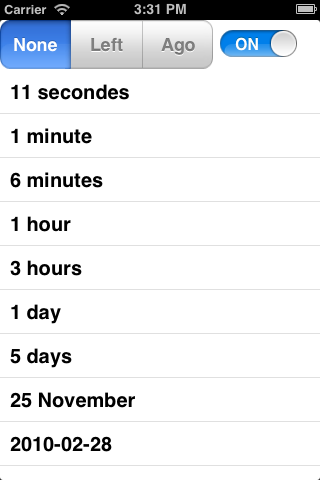 Carrier 3:31 PM
None Left Ago ON
11 secondes
1 minute
6 minutes
1 hour
3 hours
1 day
5 days
25 November
2010-02-28